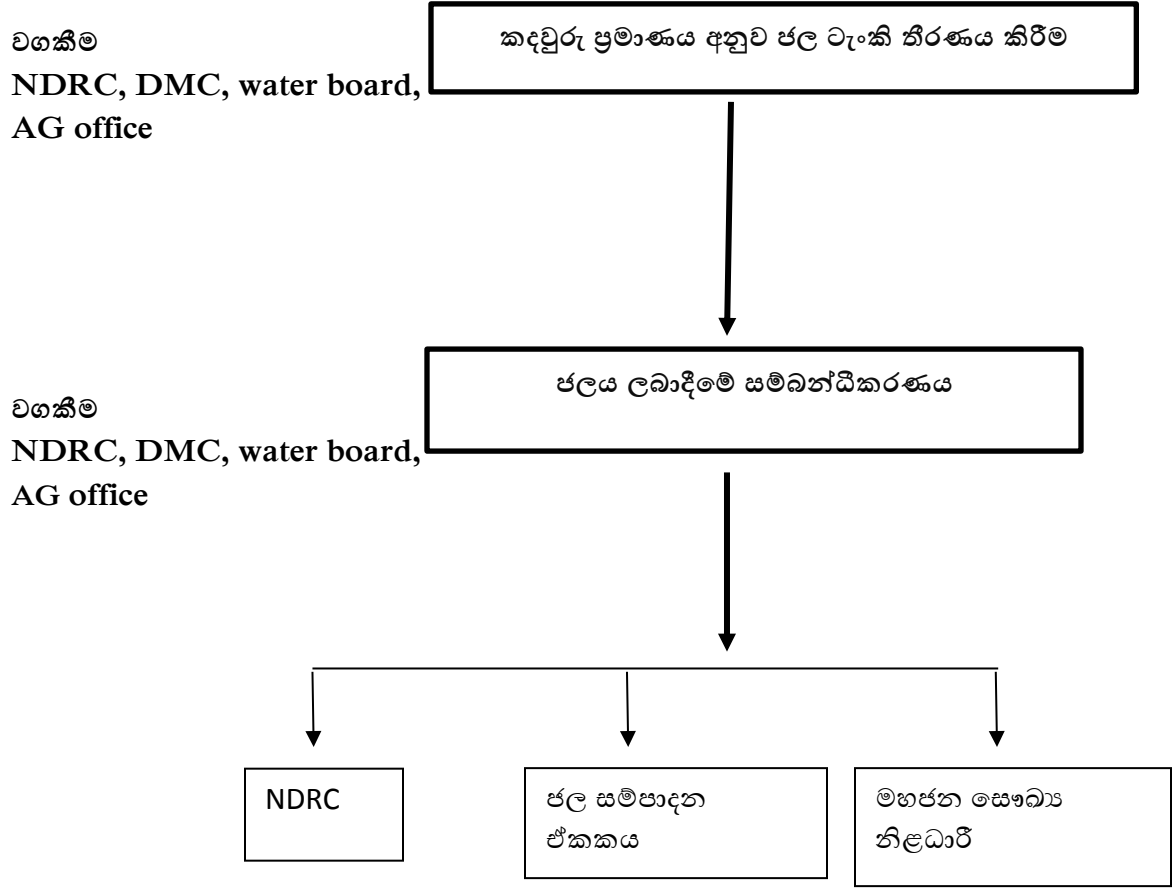 වගකීම
NDRC, DMC, water board,
AG office
කදවුරු ප්‍රමාණය අනුව ජල ටැංකි තීරණය කිරීම
වගකීම
NDRC, DMC, water board,
AG office
ජලය ලබාදීමේ සම්බන්ධීකරණය
NDRC
ජල සම්පාදන
ඒකකය
මහජන සෞඛ්‍ය
නිළධාරී